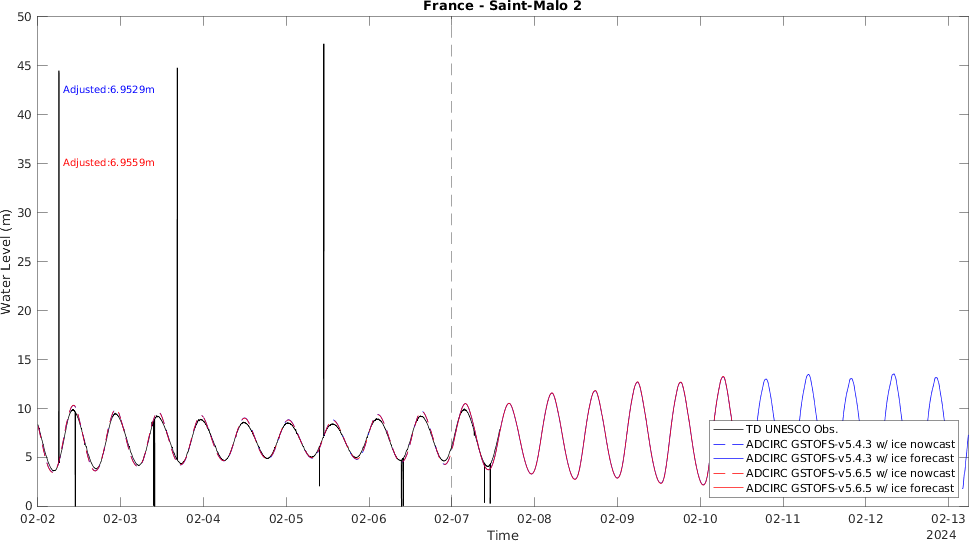 France - Saint-Malo 2
50
45
40
35
30
25
20
15
10
5
0
Water Level (m)
Adjusted:6.9529m
Adjusted:6.9559m
TD UNESCO Obs.
ADCIRC GSTOFS-v5.4.3 w/ ice nowcast
ADCIRC GSTOFS-v5.4.3 w/ ice forecast
ADCIRC GSTOFS-v5.6.5 w/ ice nowcast
ADCIRC GSTOFS-v5.6.5 w/ ice forecast
02-02 02-03 02-04 02-05 02-06 02-07 02-08 02-09 02-10 02-11 02-12 02-13
Time
2024